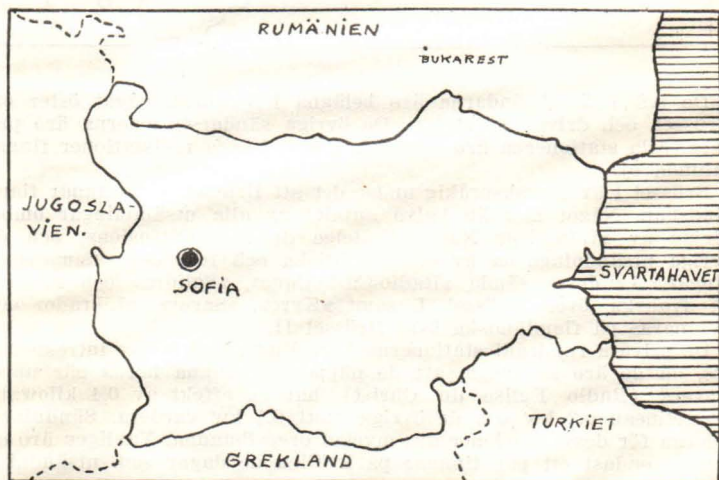 RUMÄNIEN
BUKAREST
JUGOSLA-
VIEN.
SVARTAHAVET
SOFIA
TURKIET
GREKLAND